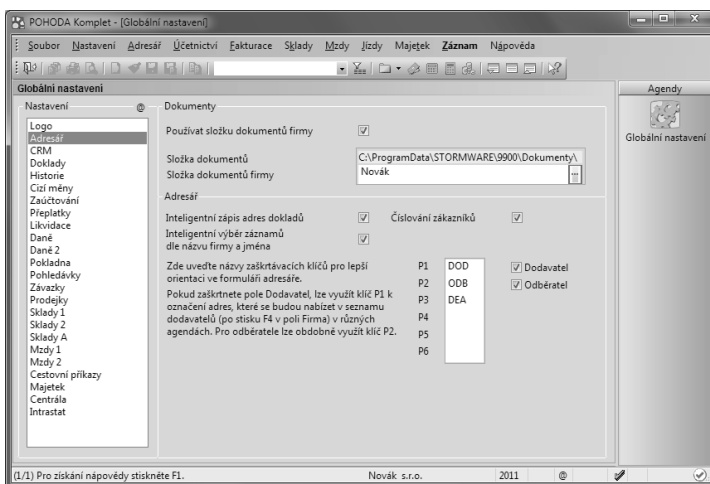 POHODA Komplet - [Globální nastavení]
Soubor Nastavení Adresář Účetnictví Fakturace Sklady Mzdy Jízdy Majetek Záznam Nápověda
Globální nastavení
Agendy
Globální nastavení
Nastavení @
Logo
Adresář
CRM
Doklady
Historie
Cizí měny
Zaúčtování
Přeplatky
Likvidace
Daně
Daně 2
Pokladna
Pohledávky
Závazky
Prodejky
Sklady 1
Sklady 2
Sklady A
Mzdy 1
Mzdy 2
Cestovní příkazy
Majetek
Centrála
Intrastat
Dokumenty
Používat složku dokumentů firmy
Složka dokumentů C:\ProgramData\STORMWARE\9900\Dokumenty\
Složka dokumentů firmy Novák ...
Adresář
Inteligentní zápis adres dokladů Číslování zákazníků
Inteligentní výběr záznamů
dle názvu firmy a jména
Zde uveďte názvy zaškrtávacích klíčů pro lepší
orientaci ve formuláři adresáře.
Pokud zaškrtnete pole Dodavatel, lze využít klíč P1 k
označení adres, které se budou nabízet v seznamu
dodavatelů (po stisku F4 v poli Firma) v různých
agendách. Pro odběratele lze obdobně využít klíč P2.
P1 DOD Dodavatel
P2 ODB Odběratel
P3 DEA
P4
P5
P6
(1/1) Pro získání nápovědy stiskněte F1. Novák s.r.o. 2011 @